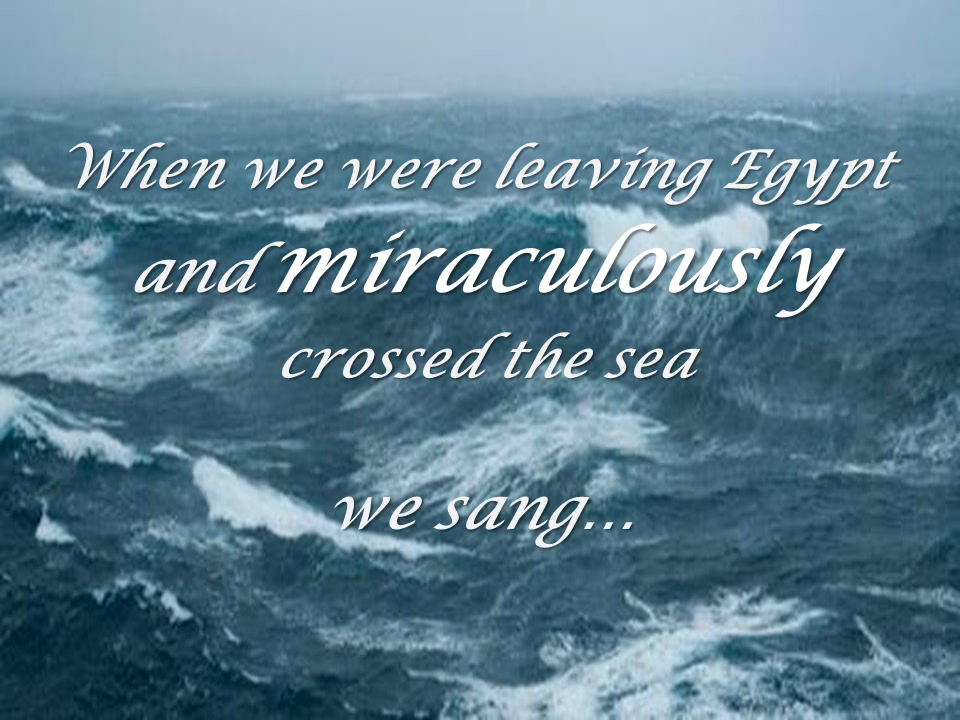 When we were leaving Egypt
and miraculously
crossed the sea
we sang...